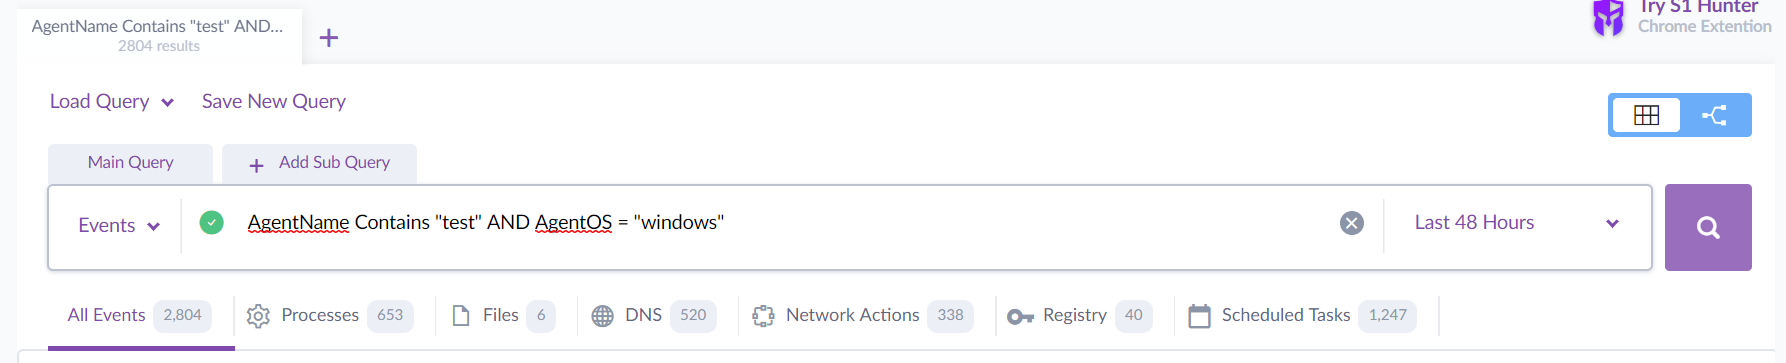 AgentName Contains "test" AND...
2804 results
+
Try S1 Hunter
Chrome Extention
Load Query
Save New Query
Main Query
+ Add Sub Query
Events
AgentName Contains "test" AND AgentOS = "windows"
Last 48 Hours
All Events 2,804
Processes 653
Files 6
DNS 520
Network Actions 338
Registry 40
Scheduled Tasks 1,247